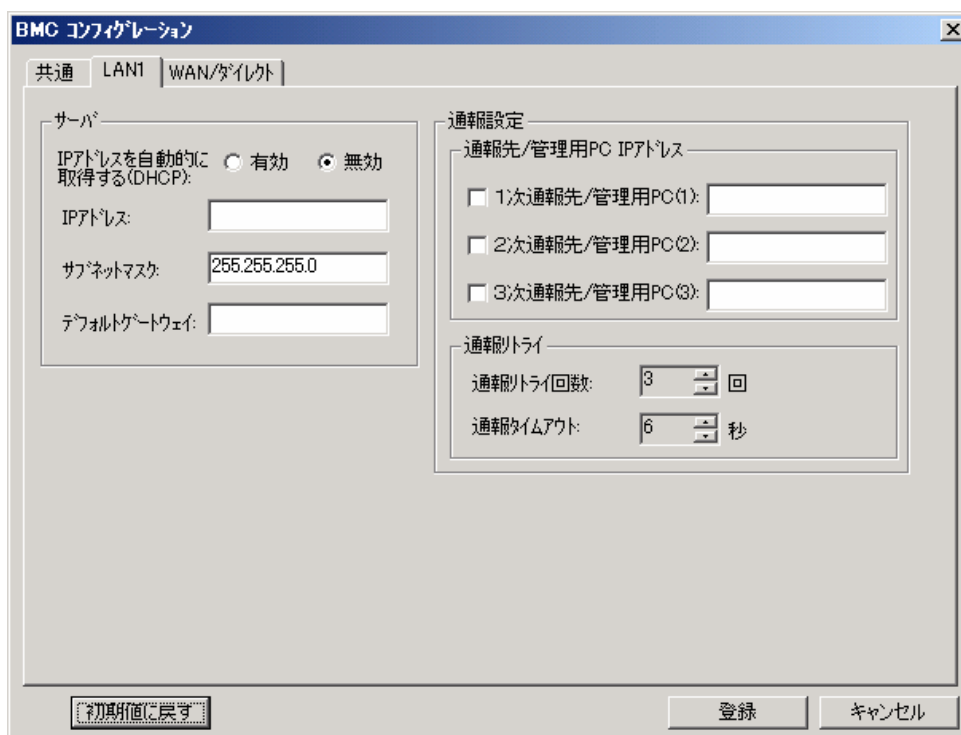 BMC ｺﾝﾌｨｸﾞﾚｰｼｮﾝ
共通
LAN1
WAN/ﾀﾞｲﾚｸﾄ
ｻｰﾊﾞ
IPｱﾄﾞﾚｽを自動的に
取得する(DHCP):
有効
無効
IPｱﾄﾞﾚｽ:
ｻﾌﾞﾈｯﾄﾏｽｸ:
255.255.255.0
ﾃﾞﾌｫﾙﾄｹﾞｰﾄｳｪｲ:
通報設定
通報先/管理用PC IPｱﾄﾞﾚｽ
1次通報先/管理用PC(1):
2次通報先/管理用PC(2):
3次通報先/管理用PC(3):
通報ﾘﾄﾗｲ
通報ﾘﾄﾗｲ回数:
3
回
通報ﾀｲﾑｱｳﾄ:
6
秒
初期値に戻す
登録
キャンセル